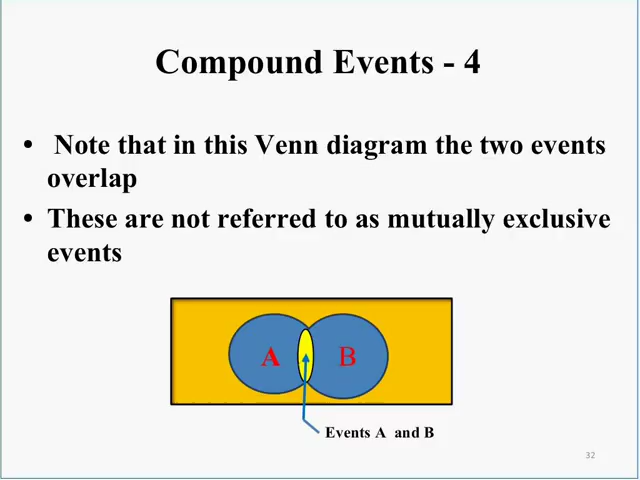 Compound Events - 4
• Note that in this Venn diagram the two events
overlap
• These are not referred to as mutually exclusive
events
A B
Events A and B
32